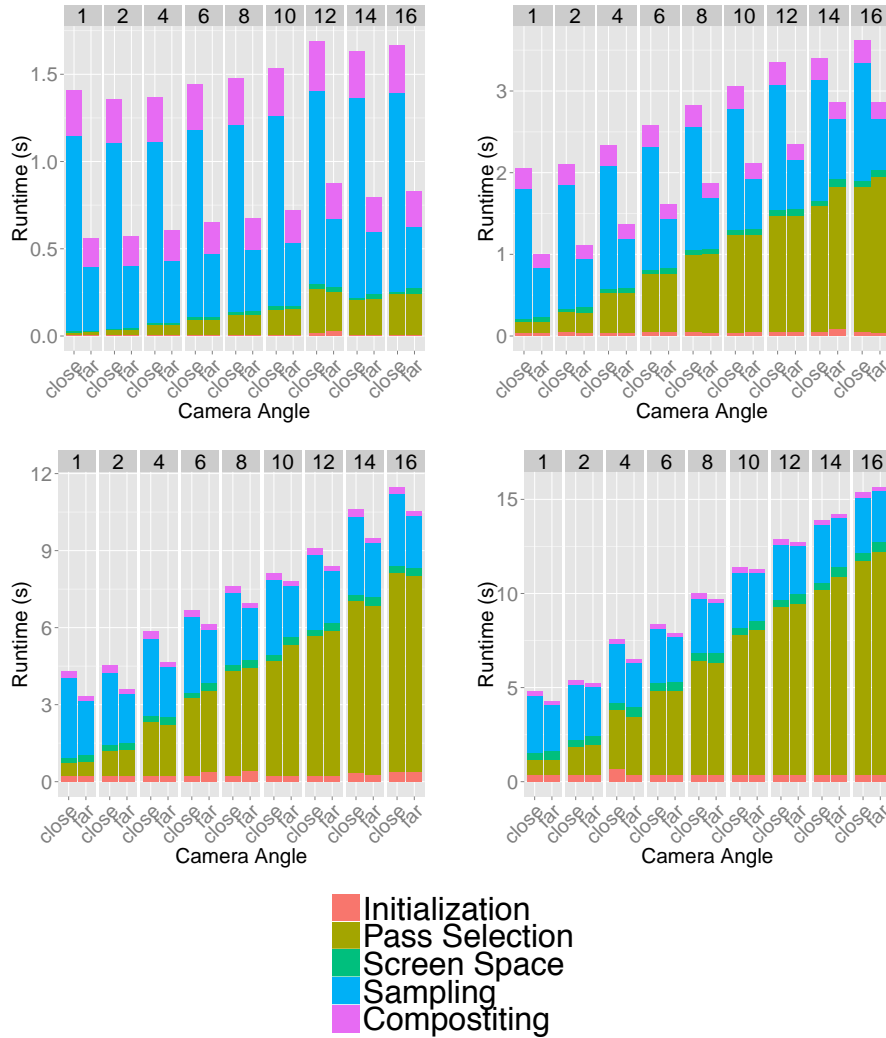 1 2 4 6 8 10 12 14 16
1.5
1.0
0.5
0.0
Runtime (s)
close far close far close far close far close far close far close far close far close far
Camera Angle
1 2 4 6 8 10 12 14 16
3
2
1
0
Runtime (s)
close far close far close far close far close far close far close far close far close far
Camera Angle
1 2 4 6 8 10 12 14 16
12
9
6
3
0
Runtime (s)
close far close far close far close far close far close far close far close far close far
Camera Angle
1 2 4 6 8 10 12 14 16
15
10
5
0
Runtime (s)
close far close far close far close far close far close far close far close far close far
Camera Angle
Initialization
Pass Selection
Screen Space
Sampling
Compostiting